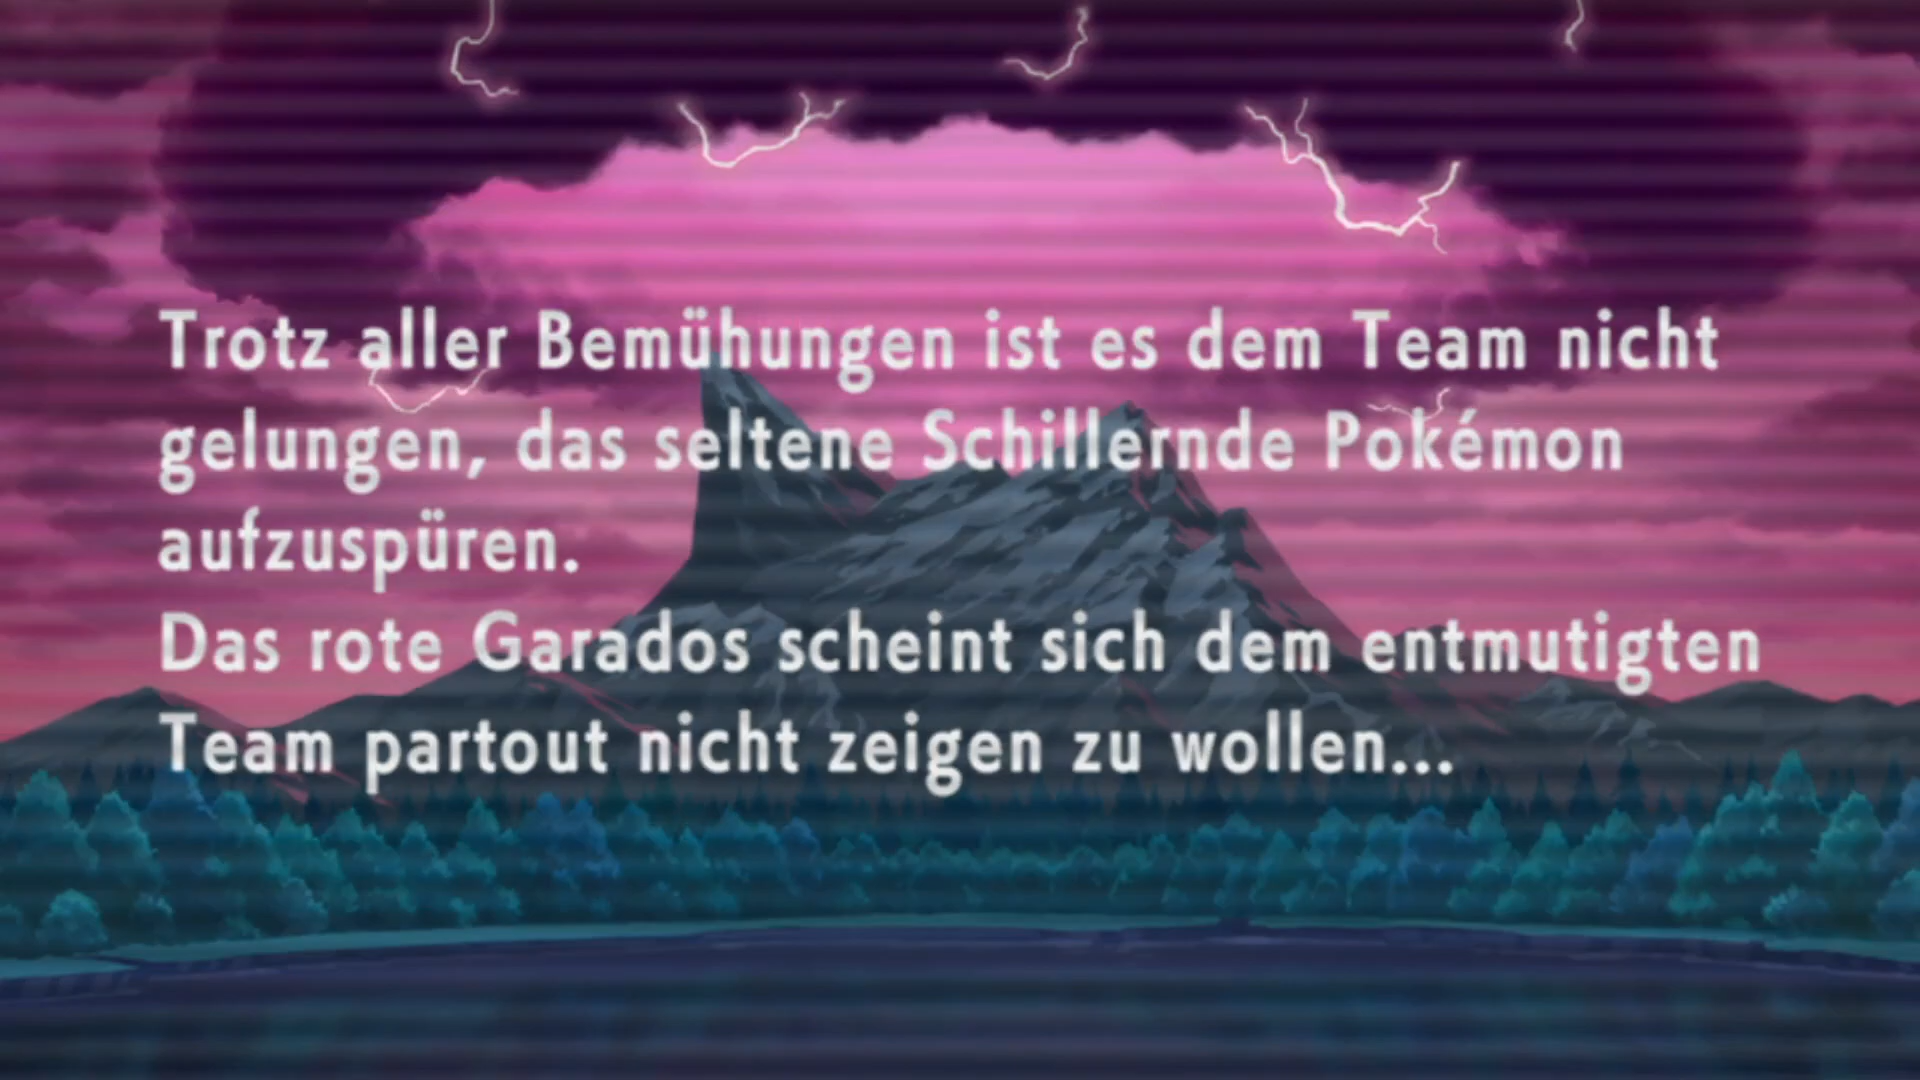 Trotz aller Bemühungen ist es dem Team nicht
gelungen, das seltene Schillernde Pokémon
aufzuspüren.
Das rote Garados scheint sich dem entmutigten
Team partout nicht zeigen zu wollen...